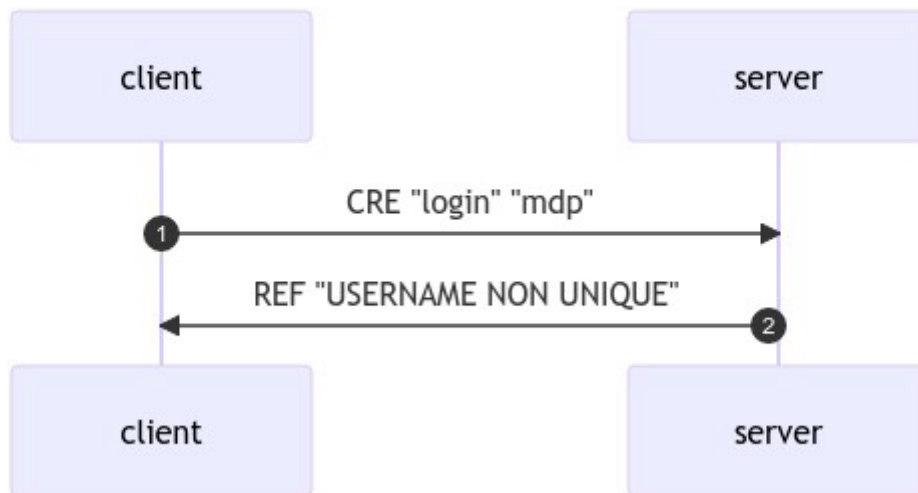 client
server
CRE "login" "mdp"
1
REF "USERNAME NON UNIQUE"
2
client
server